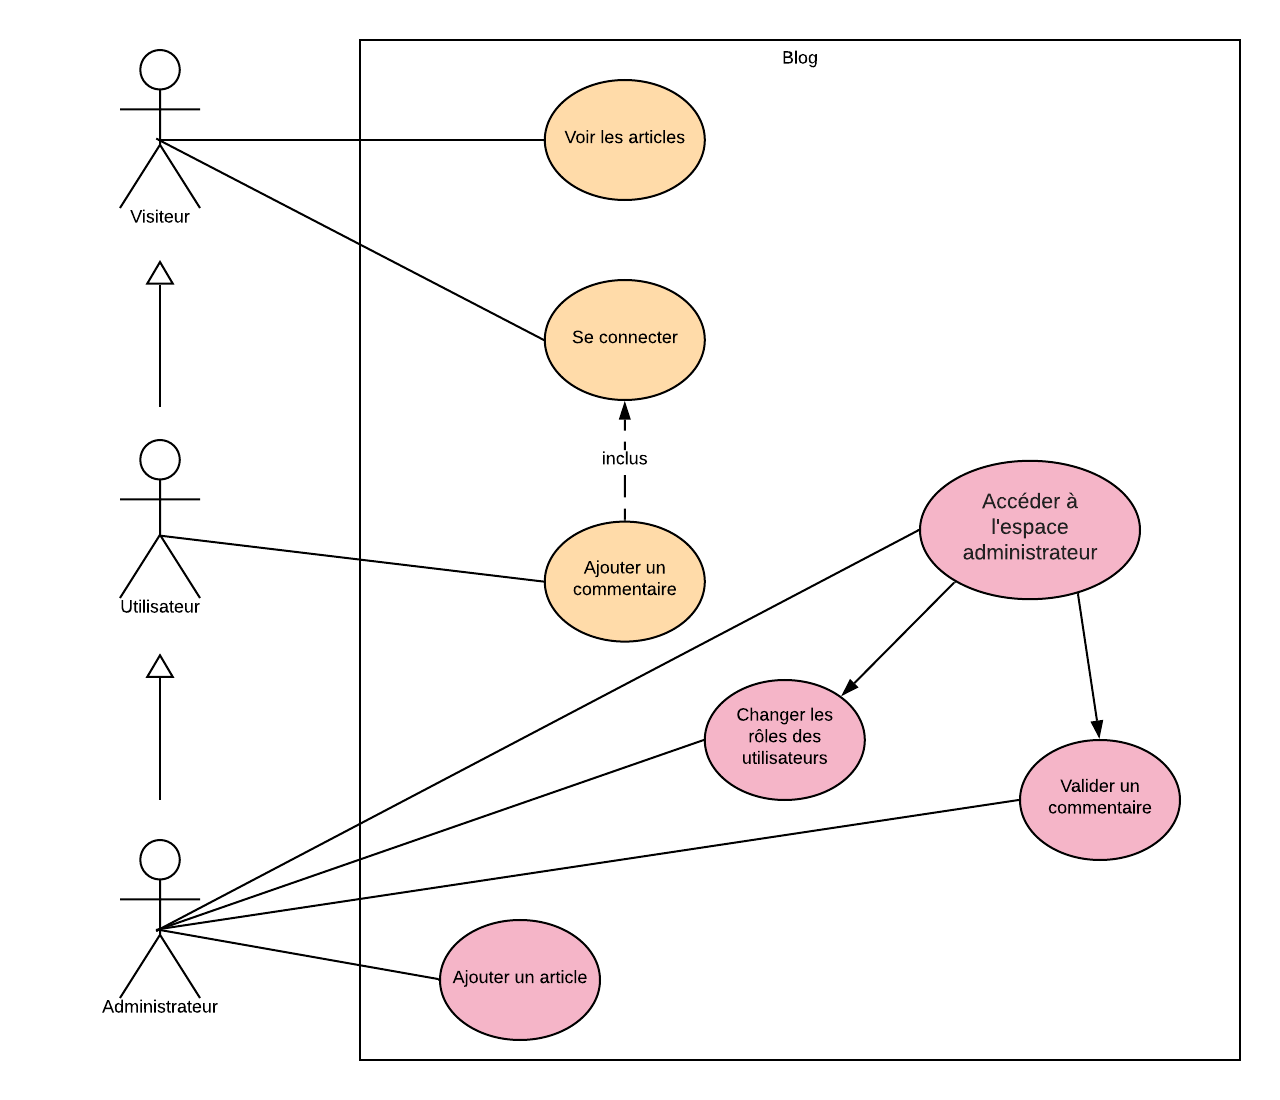 Blog
Voir les articles
Visiteur
Se connecter
inclus
Accéder à
l'espace
administrateur
Ajouter un
commentaire
Utilisateur
Changer les
rôles des
utilisateurs
Valider un
commentaire
Ajouter un article
Administrateur